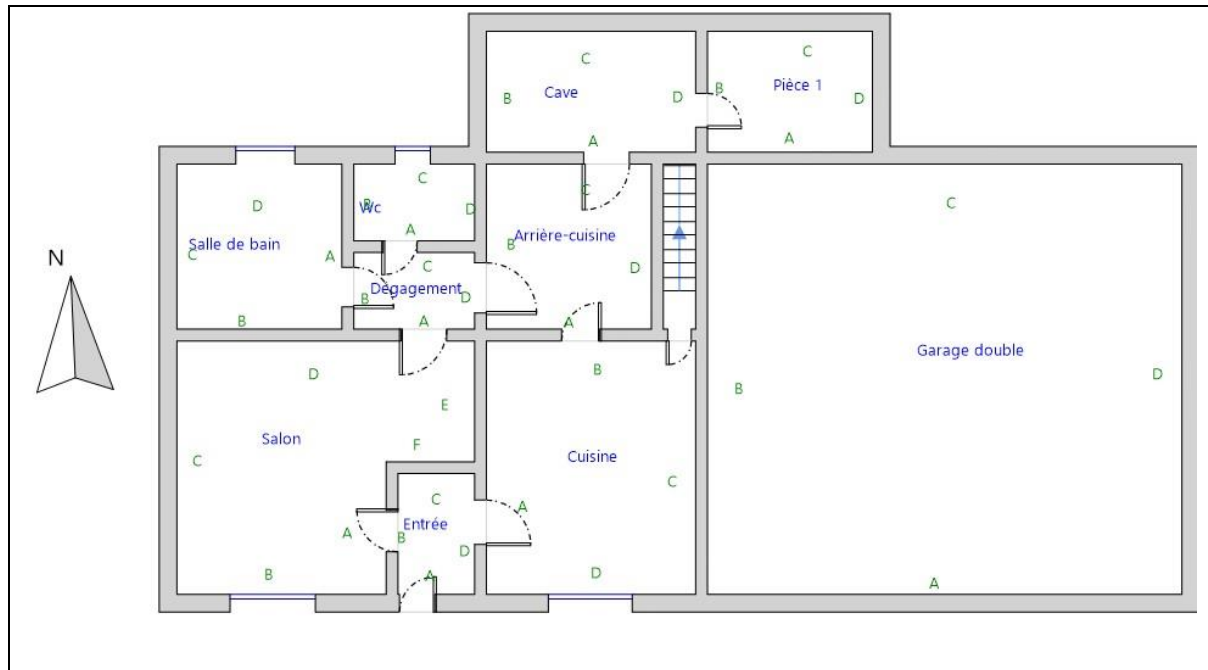 C
C
Cave
B
D
B
Pièce 1
D
A
A
C
C
B
Wc
D
D
C
C
A
Arrière-cuisine
Salle de bain
B
A
C
N
C
D
Dégagement
B
D
B
A
A
D
B
D
Garage double
D
B
E
Salon
F
Cuisine
C
C
C
A
Entrée
A
B
D
B
A
D
A